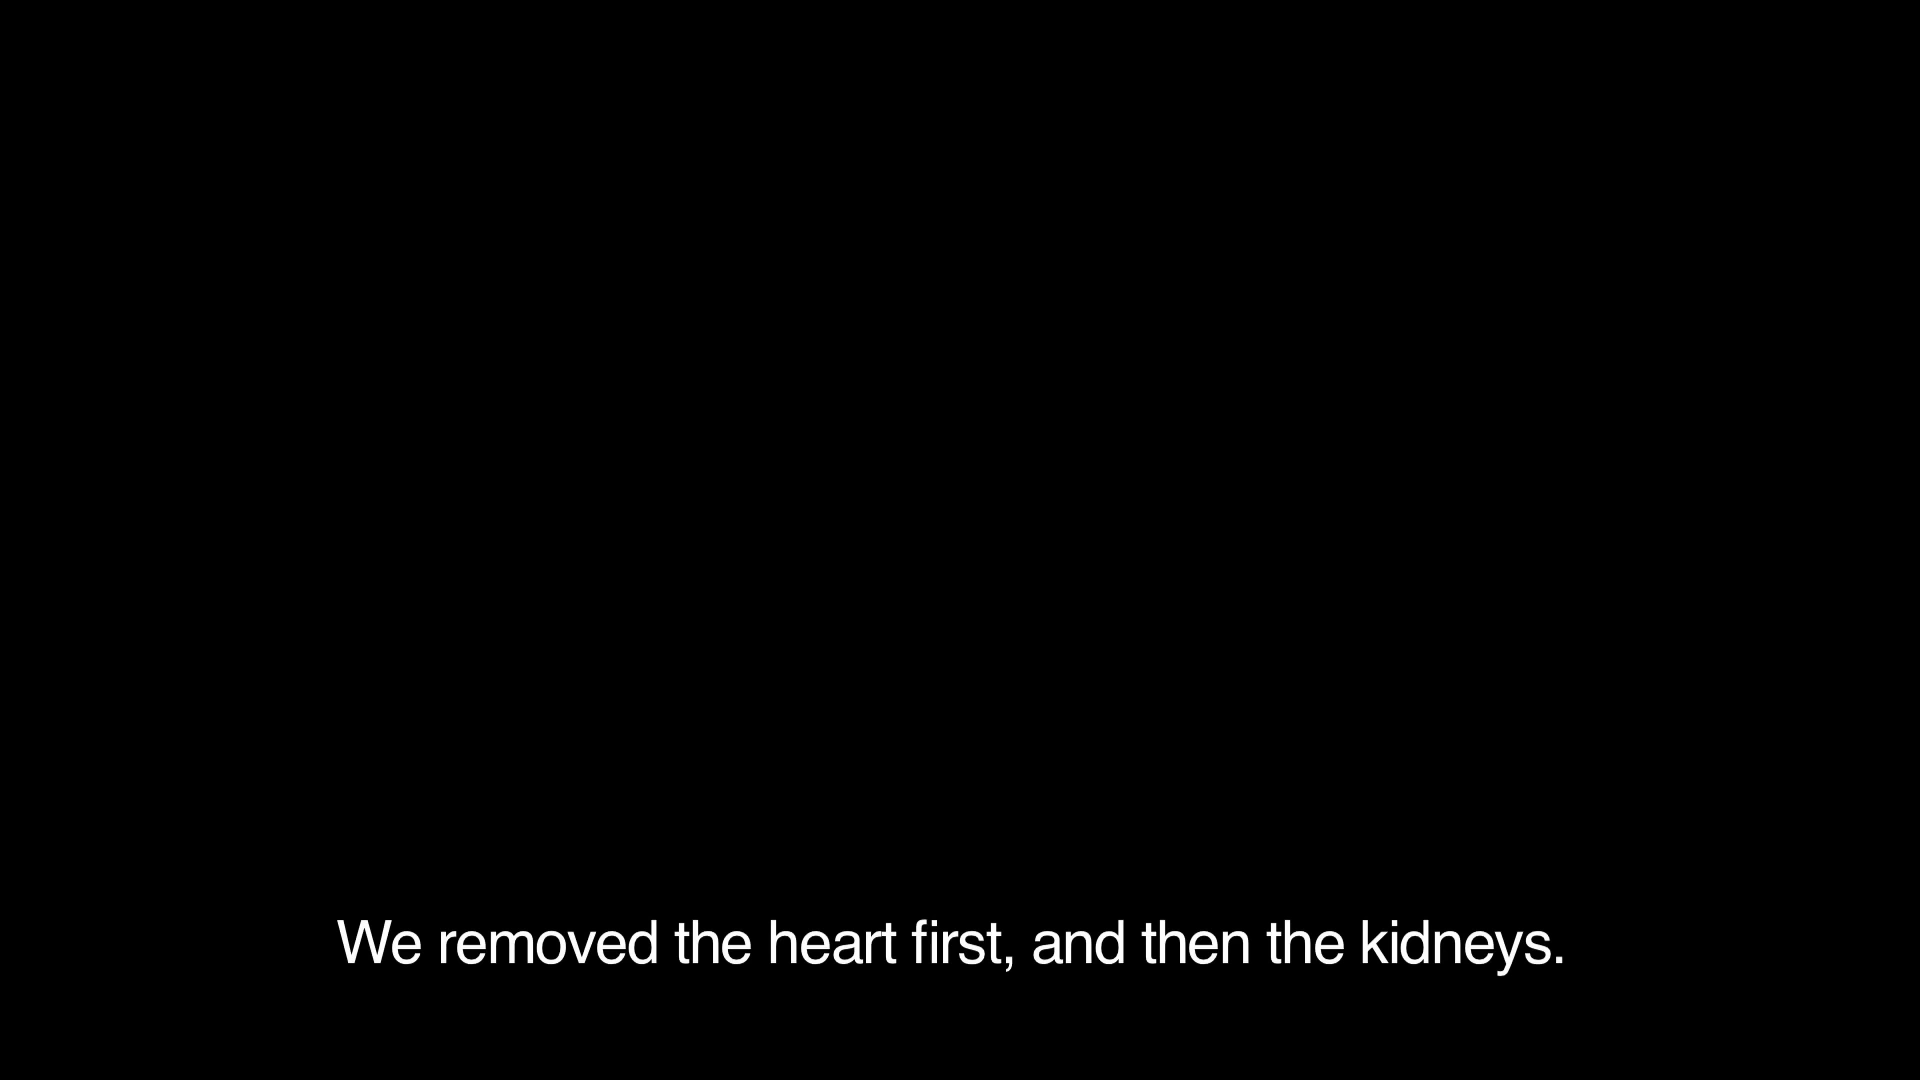 We removed the heart first, and then the kidneys.